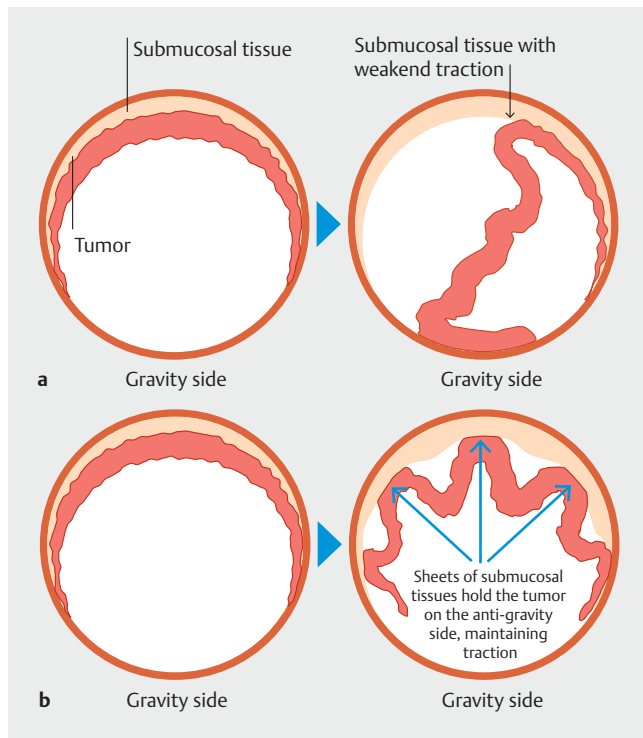 Submucosal tissue
Submucosal tissue with
weakend traction
Tumor
a
Gravity side
Gravity side
Sheets of submucosal
tissues hold the tumor
on the anti-gravity
side, maintaining
traction
b
Gravity side
Gravity side